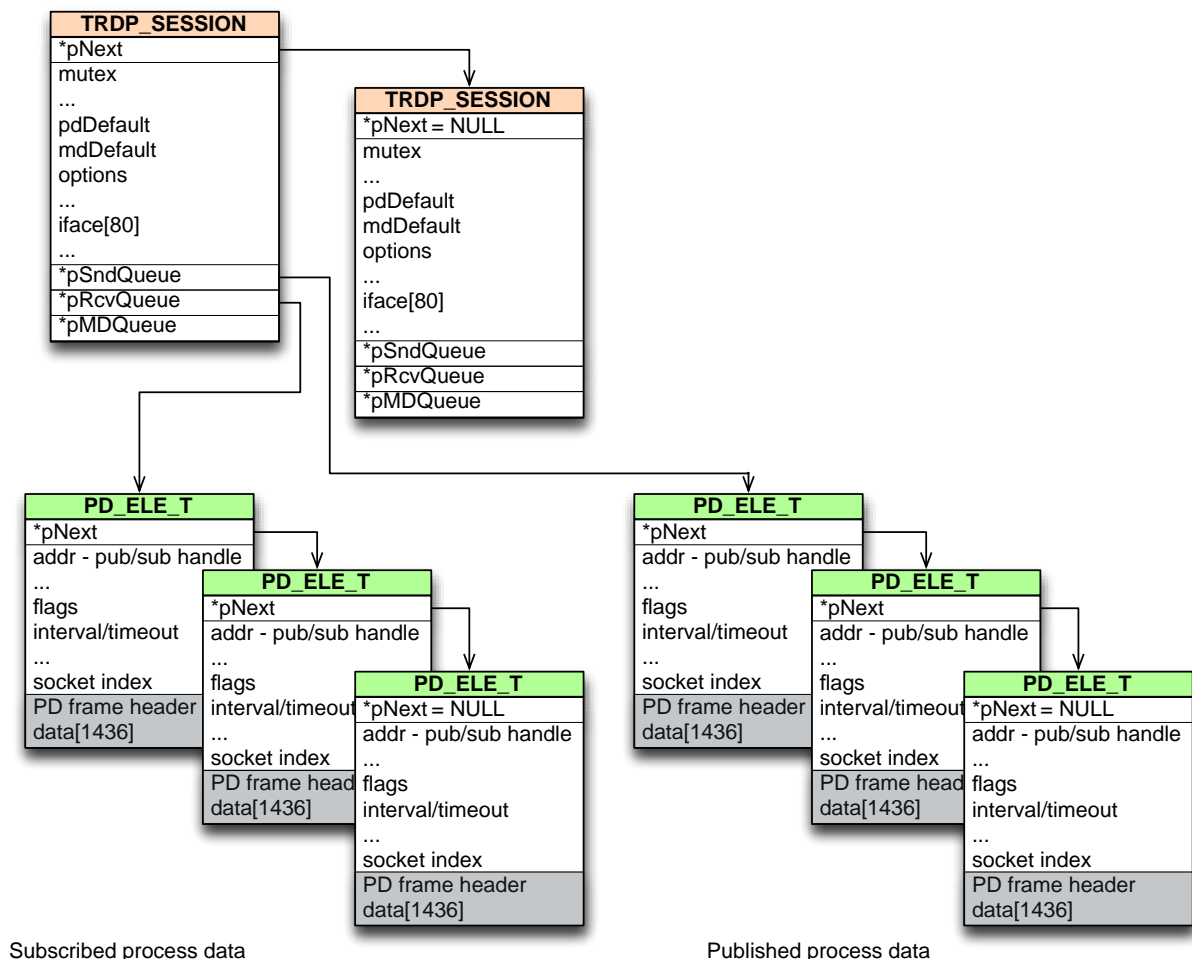 TRDP_SESSION
*pNext
mutex
...
pdDefault
mdDefault
options
...
iface[80]
...
*pSndQueue
*pRcvQueue
*pMDQueue
TRDP_SESSION
*pNext = NULL
mutex
...
pdDefault
mdDefault
options
...
iface[80]
...
*pSndQueue
*pRcvQueue
*pMDQueue
PD_ELE_T
*pNext
addr - pub/sub handle
...
flags
interval/timeout
...
socket index
PD frame header
data[1436]
PD_ELE_T
*pNext
addr - pub/sub handle
...
flags
interval/timeout
...
socket index
PD frame head
data[1436]
PD_ELE_T
*pNext = NULL
addr - pub/sub handle
...
flags
interval/timeout
...
socket index
PD frame header
data[1436]
Subscribed process data
PD_ELE_T
*pNext
addr - pub/sub handle
...
flags
interval/timeout
...
socket index
PD frame header
data[1436]
PD_ELE_T
*pNext
addr - pub/sub handle
...
flags
interval/timeout
...
socket index
PD frame head
data[1436]
PD_ELE_T
*pNext = NULL
addr - pub/sub handle
...
flags
interval/timeout
...
socket index
PD frame header
data[1436]
Published process data